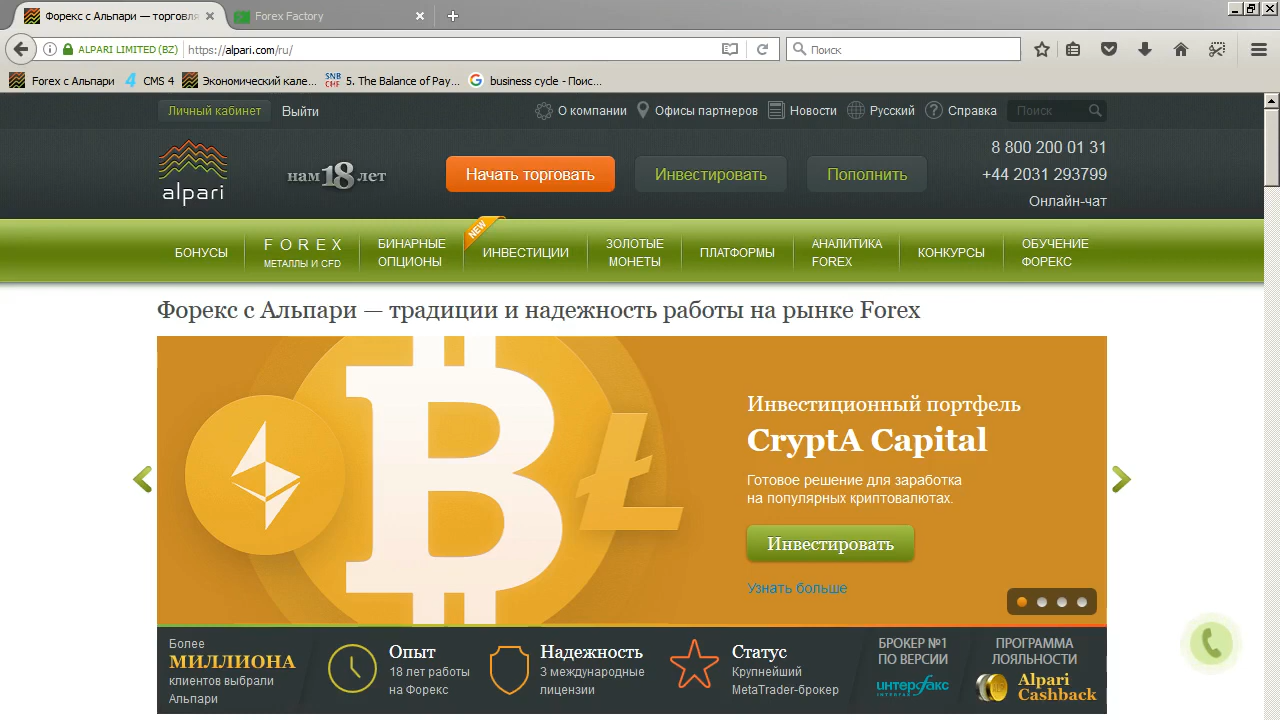 Форекс с Альпари — торговля
Forex Factory
ALPARI LIMITED (BZ)
https://alpari.com/ru/
Поиск
Forex с Альпари
CMS 4
Экономический кале...
SNB
5. The Balance of Pay...
business cycle - Поис...
Личный кабинет
Выйти
О компании
Офисы партнеров
Новости
Русский
Справка
Поиск
alpari
нам 18 лет
Начать торговать
Инвестировать
Пополнить
8 800 200 01 31
+44 2031 293799
Онлайн-чат
БОНУСЫ
FOREX
МЕТАЛЛЫ И CFD
БИНАРНЫЕ
ОПЦИОНЫ
NEW
ИНВЕСТИЦИИ
ЗОЛОТЫЕ
МОНЕТЫ
ПЛАТФОРМЫ
АНАЛИТИКА
FOREX
КОНКУРСЫ
ОБУЧЕНИЕ
ФОРЕКС
Форекс с Альпари — традиции и надежность работы на рынке Forex
Инвестиционный портфель
CryptA Capital
Готовое решение для заработка
на популярных криптовалютах.
Инвестировать
Узнать больше
Более
МИЛЛИОНА
клиентов выбрали
Альпари
Опыт
18 лет работы
на Форекс
Надежность
3 международные
лицензии
Статус
Крупнейший
MetaTrader-брокер
БРОКЕР №1
ПО ВЕРСИИ
интерфакс
INTERFAX
ПРОГРАММА
ЛОЯЛЬНОСТИ
Alpari
Cashback